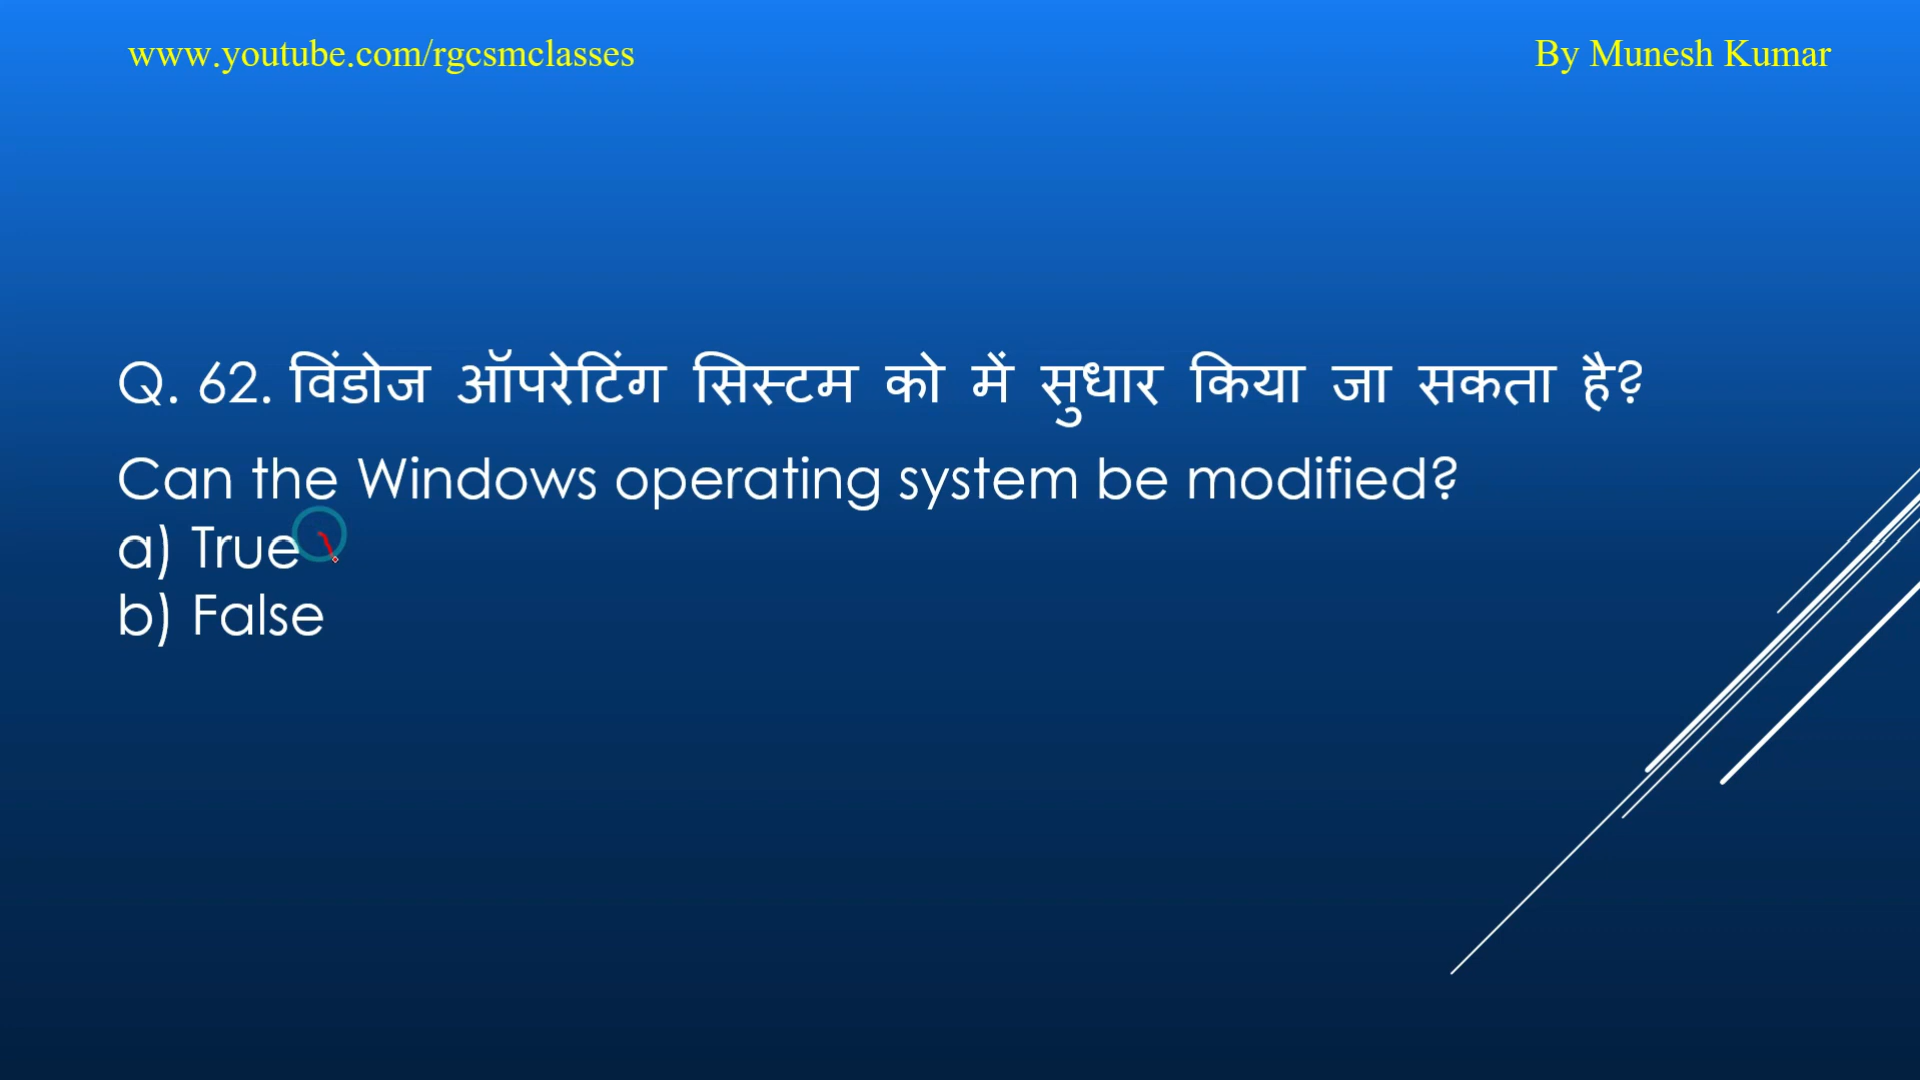 www.youtube.com/rgcsmclasses
By Munesh Kumar
Q. 62. विंडोज ऑपरेटिंग सिस्टम को में सुधार किया जा सकता है?
Can the Windows operating system be modified?
a) True
b) False